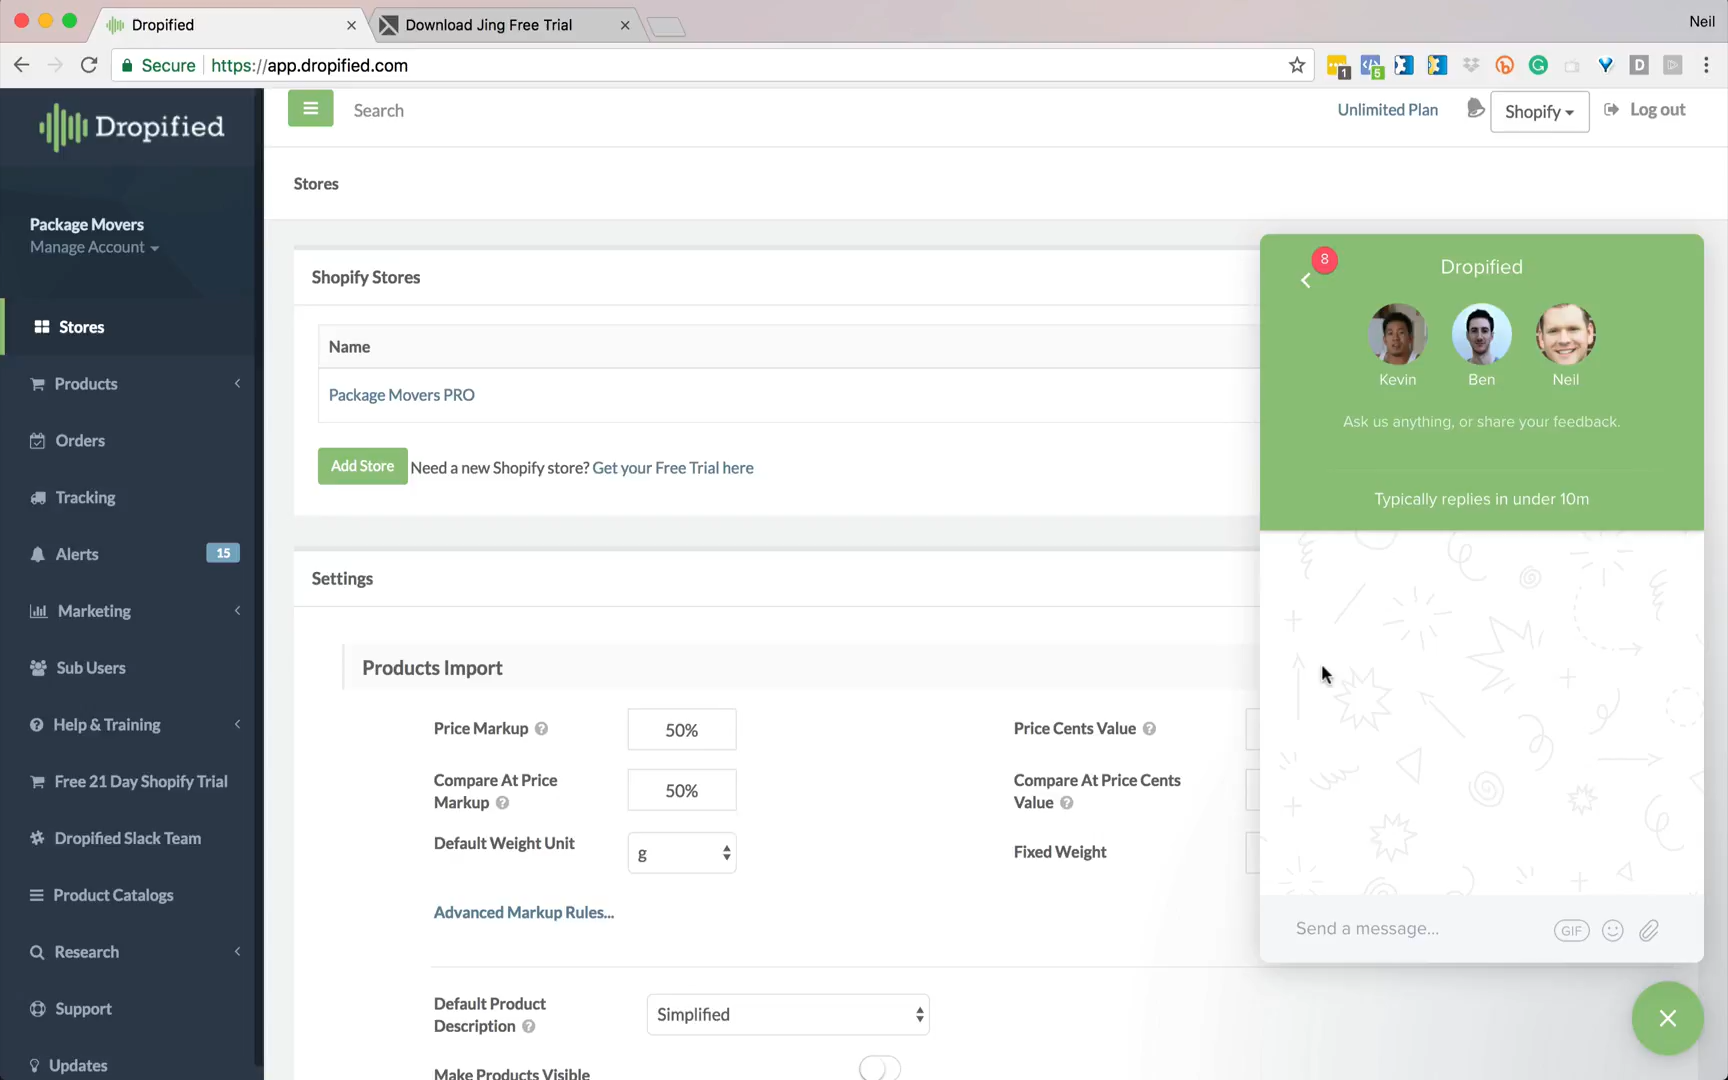 Dropified
Download Jing Free Trial
Neil
Secure
https://app.dropified.com
1
5
D
Dropified
Search
Unlimited Plan
Shopify
Log out
Package Movers
Manage Account
Stores
Products
Orders
Tracking
Alerts
15
Marketing
Sub Users
Help & Training
Free 21 Day Shopify Trial
Dropified Slack Team
Product Catalogs
Research
Support
Updates
Stores
Shopify Stores
Name
Package Movers PRO
Add Store
Need a new Shopify store? Get your Free Trial here
Settings
Products Import
Price Markup
50%
Price Cents Value
Compare At Price
Markup
50%
Compare At Price Cents
Value
Default Weight Unit
g
Fixed Weight
Advanced Markup Rules...
Default Product
Description
Simplified
Make Products Visible
8
Dropified
Kevin
Ben
Neil
Ask us anything, or share your feedback.
Typically replies in under 10m
Send a message...
GIF